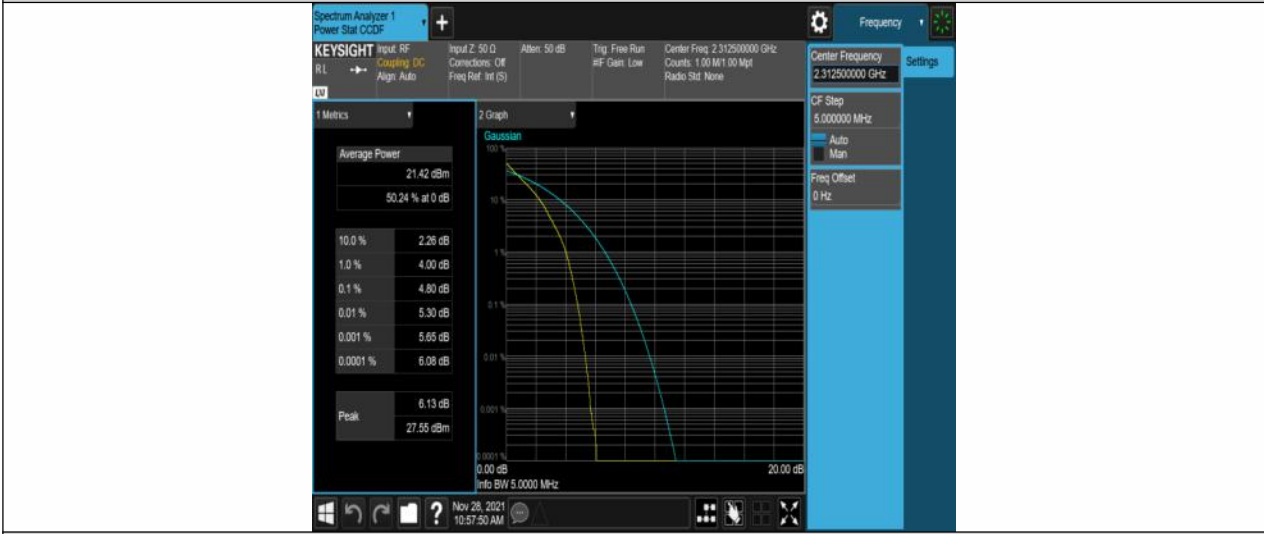 Spectrum Analyzer 1
Power Stat CCDF
+
Frequency
KEYSIGHT
R L
LV
Input: RF
Coupling: DC
Align: Auto
Input Z: 50 Ω
Corrections: Off
Freq Ref: Int (S)
Atten: 50 dB
Trig: Free Run
#IF Gain: Low
Center Freq: 2.312500000 GHz
Counts: 1.00 M/1.00 Mpt
Radio Std: None
Center Frequency
2.312500000 GHz
Settings
CF Step
5.000000 MHz
Auto
Man
Freq Offset
0 Hz
1 Metrics
Average Power
21.42 dBm
50.24 % at 0 dB
10.0 % 2.26 dB
1.0 % 4.00 dB
0.1 % 4.80 dB
0.01 % 5.30 dB
0.001 % 5.65 dB
0.0001 % 6.08 dB
Peak
6.13 dB
27.55 dBm
2 Graph
Gaussian
100 %
10 %
1 %
0.1 %
0.01 %
0.001 %
0.0001 %
0.00 dB 20.00 dB
Info BW 5.0000 MHz
?
Nov 28, 2021
10:57:50 AM